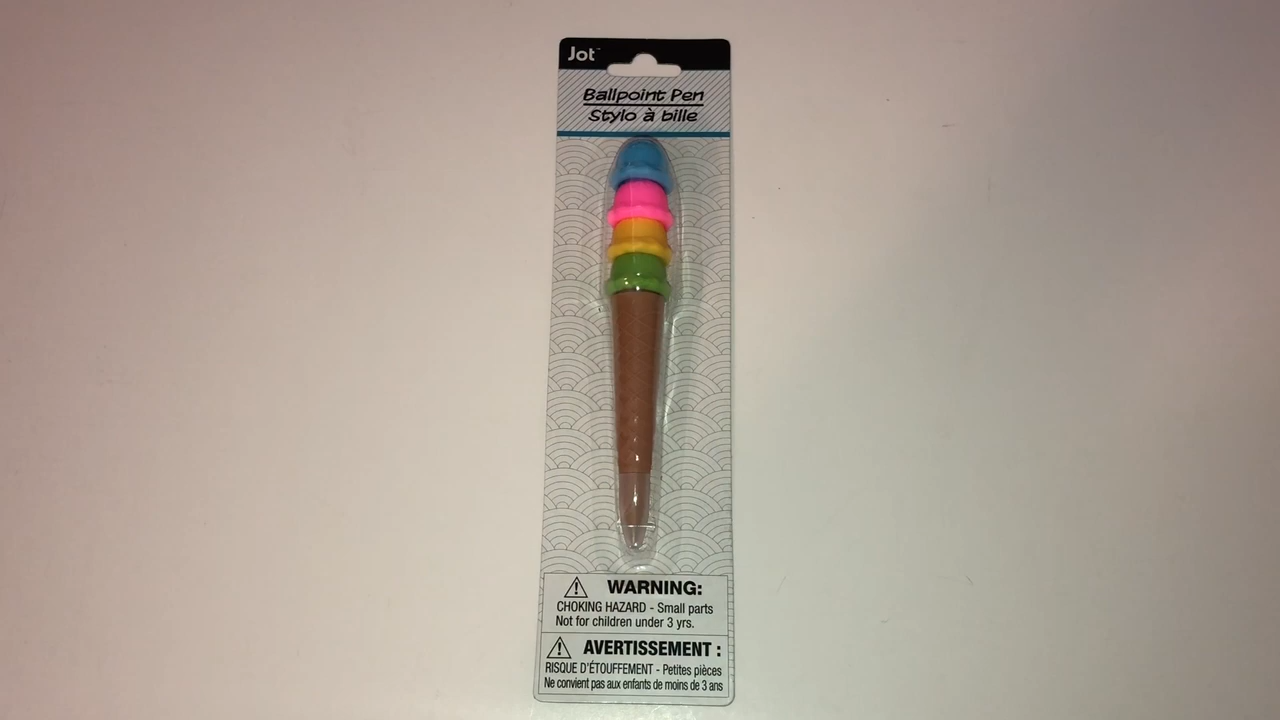 Jot™
Ballpoint Pen
Stylo à bille
WARNING:
CHOKING HAZARD - Small parts
Not for children under 3 yrs.
AVERTISSEMENT :
RISQUE D'ÉTOUFFEMENT - Petites pièces
Ne convient pas aux enfants de moins de 3 ans